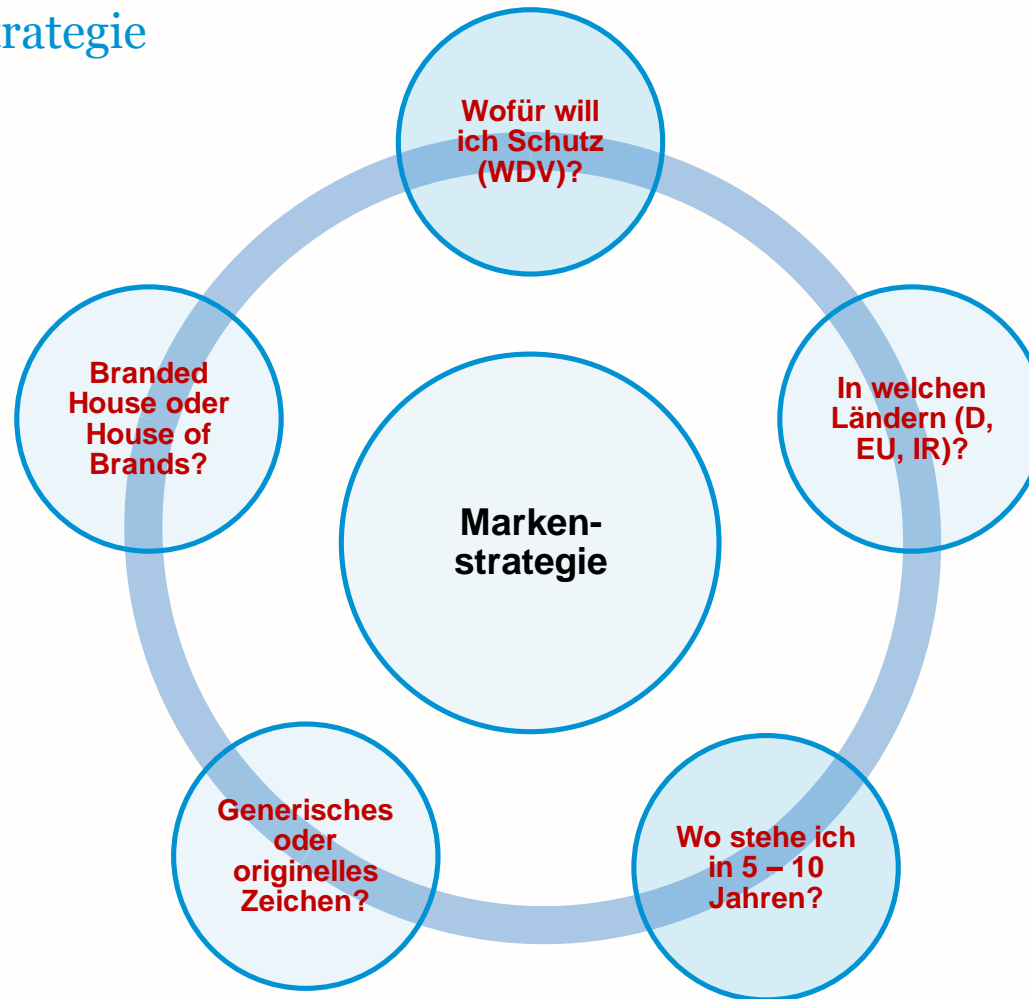 trategie
Wofür will
ich Schutz
(WDV)?
Branded
House oder
House of
Brands?
In welchen
Ländern (D,
EU, IR)?
Marken-
strategie
Generisches
oder
originelles
Zeichen?
Wo stehe ich
in 5 – 10
Jahren?